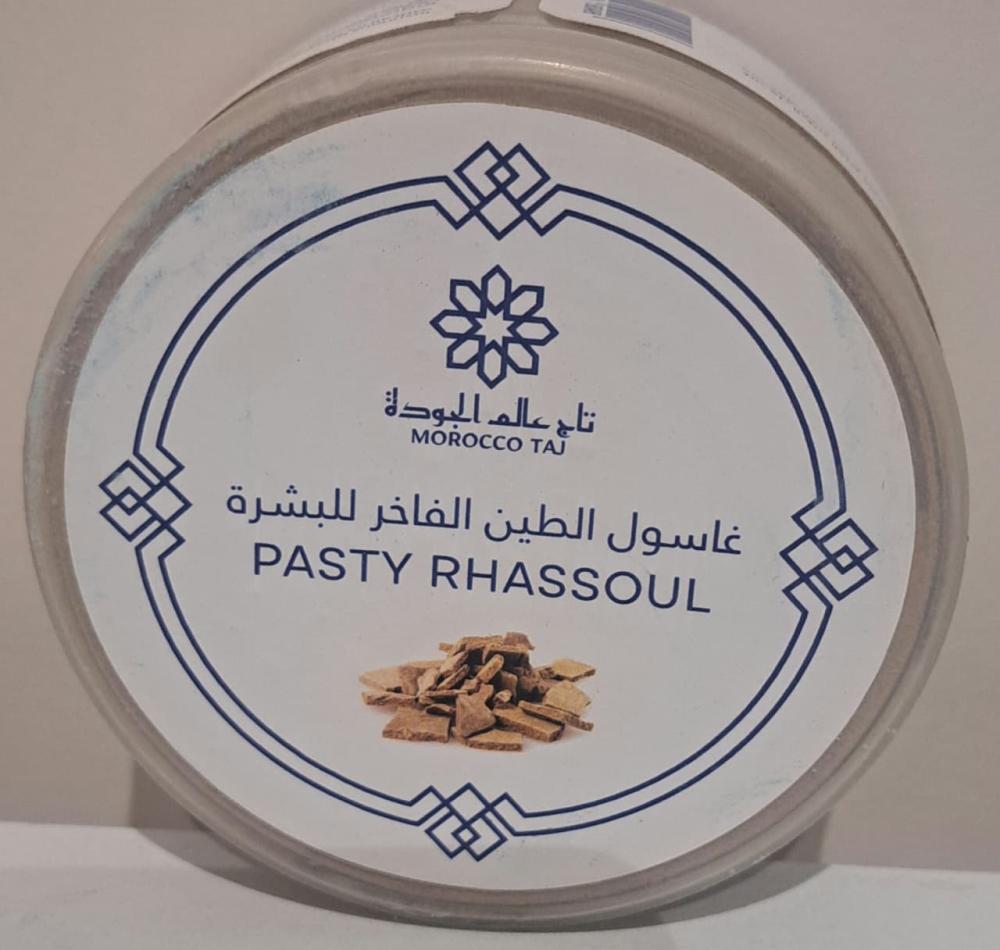 تاج عالم الجودة
MOROCCO TAJ
غاسول الطين الفاخر للبشرة
PASTY RHASSOUL